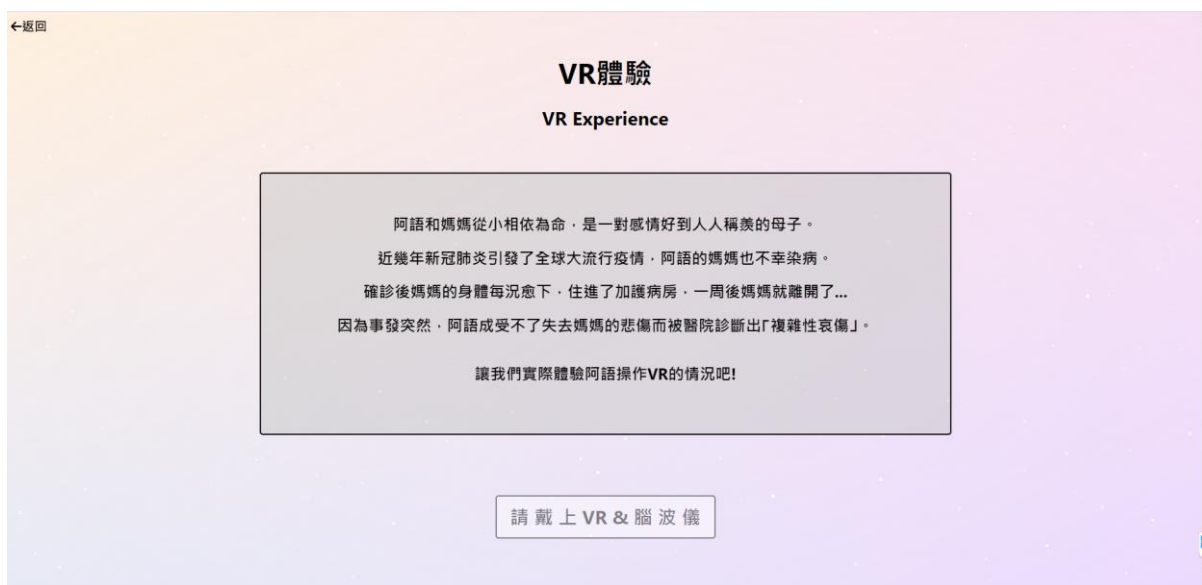 ←返回
VR體驗
VR Experience
阿語和媽媽從小相依為命，是一對感情好到人人稱羨的母子。
近幾年新冠肺炎引發了全球大流行疫情，阿語的媽媽也不幸染病。
確診後媽媽的身體每況愈下，住進了加護病房，一周後媽媽就離開了...
因為事發突然，阿語成受不了失去媽媽的悲傷而被醫院診斷出「複雜性哀傷」。
讓我們實際體驗阿語操作VR的情況吧!
請戴上VR&腦波儀